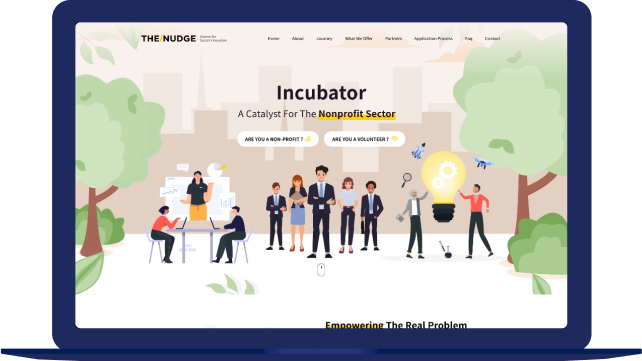 THE/NUDGE Centre for
Social Innovation
Home About Journey What We Offer Partners Application Process Faq Contact
Incubator
A Catalyst For The Nonprofit Sector
ARE YOU A NON-PROFIT ? ARE YOU A VOLUNTEER ?
Empowering The Real Problem